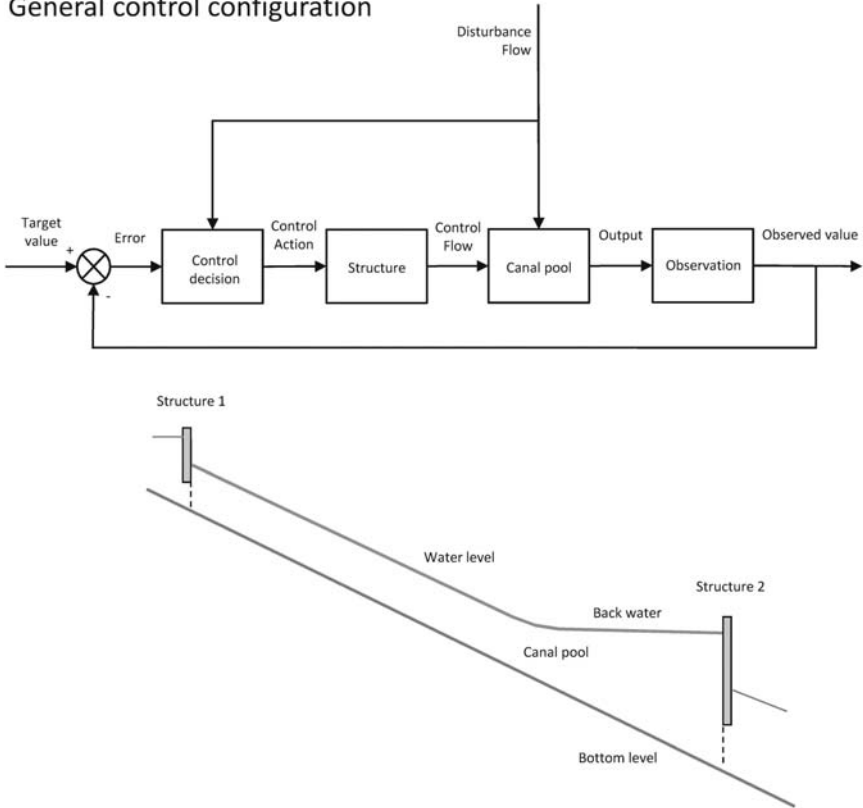 General control configuration
Disturbance
Flow
Target
value
+
-
Error
Control
decision
Control
Action
Structure
Control
Flow
Canal pool
Output
Observation
Observed value
Structure 1
Water level
Structure 2
Back water
Canal pool
Bottom level